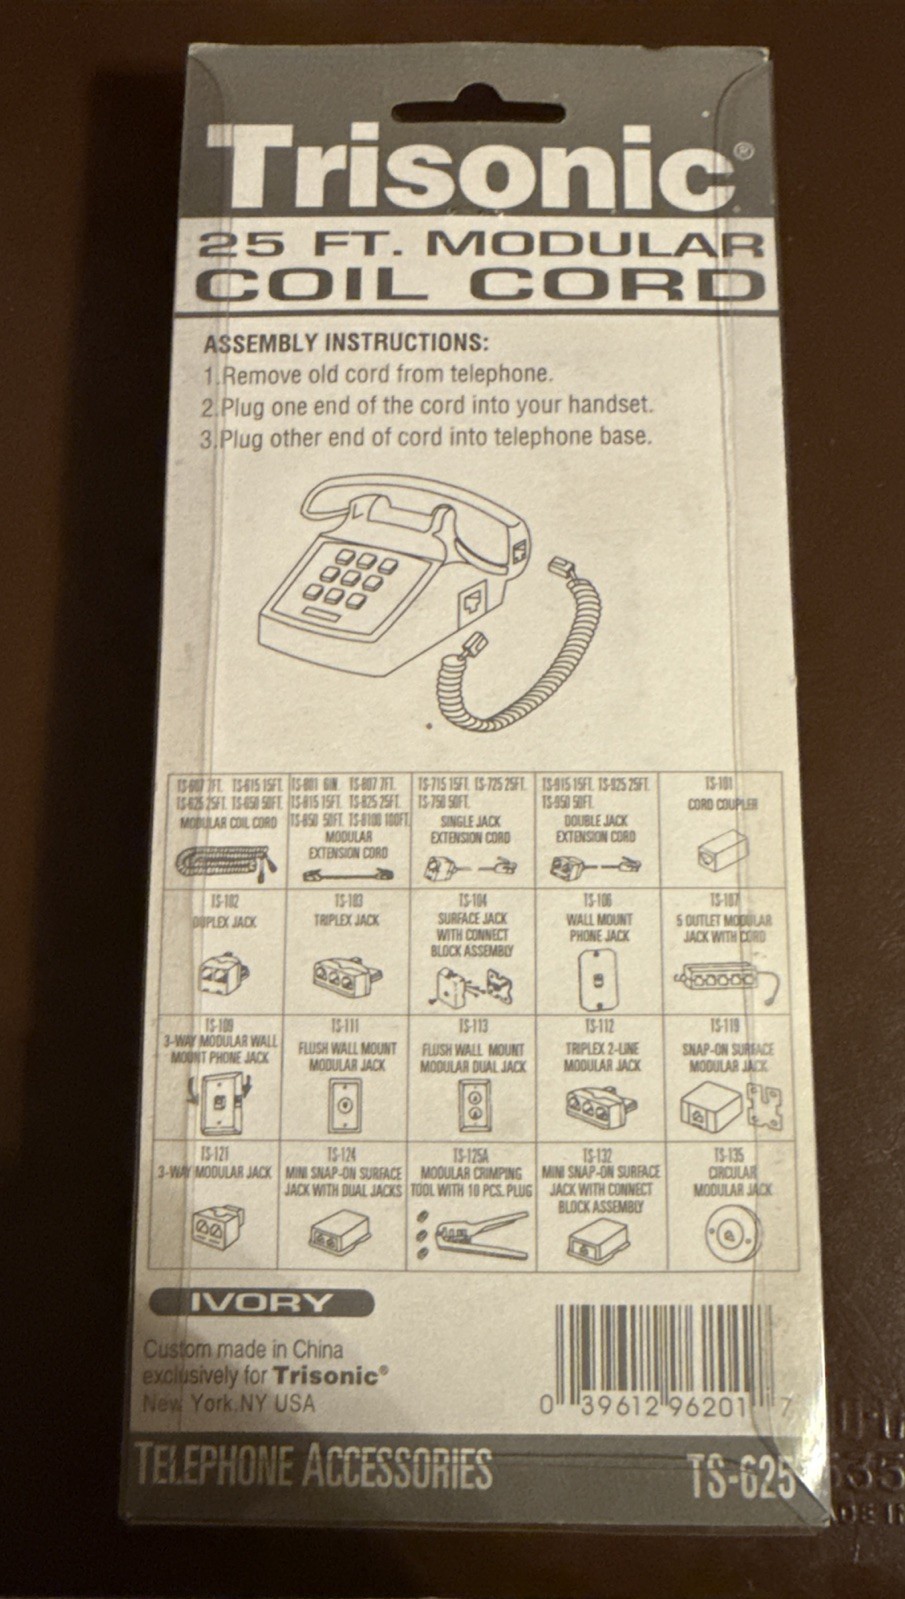 Trisonic®
25 FT. MODULAR
COIL CORD
ASSEMBLY INSTRUCTIONS:
1.Remove old cord from telephone.
2.Plug one end of the cord into your handset.
3.Plug other end of cord into telephone base.
TS-607 7FT. TS-615 15FT.
TS-625 25FT. TS-650 50FT.
MODULAR COIL CORD
TS-801 6IN. TS-807 7FT.
TS-815 15FT. TS-825 25FT.
TS-850 50FT. TS-8100 100FT.
MODULAR
EXTENSION CORD
TS-715 15FT. TS-725 25FT.
TS-750 50FT.
SINGLE JACK
EXTENSION CORD
TS-915 15FT. TS-925 25FT.
TS-950 50FT.
DOUBLE JACK
EXTENSION CORD
TS-101
CORD COUPLER
TS-102
DUPLEX JACK
TS-103
TRIPLEX JACK
TS-104
SURFACE JACK
WITH CONNECT
BLOCK ASSEMBLY
TS-106
WALL MOUNT
PHONE JACK
TS-107
5 OUTLET MODULAR
JACK WITH CORD
TS-109
3-WAY MODULAR WALL
MOUNT PHONE JACK
TS-111
FLUSH WALL MOUNT
MODULAR JACK
TS-113
FLUSH WALL MOUNT
MODULAR DUAL JACK
TS-112
TRIPLEX 2-LINE
MODULAR JACK
TS-119
SNAP-ON SURFACE
MODULAR JACK
TS-121
3-WAY MODULAR JACK
TS-124
MINI SNAP-ON SURFACE
JACK WITH DUAL JACKS
TS-125A
MODULAR CRIMPING
TOOL WITH 10 PCS. PLUG
TS-132
MINI SNAP-ON SURFACE
JACK WITH CONNECT
BLOCK ASSEMBLY
TS-135
CIRCULAR
MODULAR JACK
IVORY
Custom made in China
exclusively for Trisonic®
New York.NY USA
0 39612 96201 7
TELEPHONE ACCESSORIES
TS-625